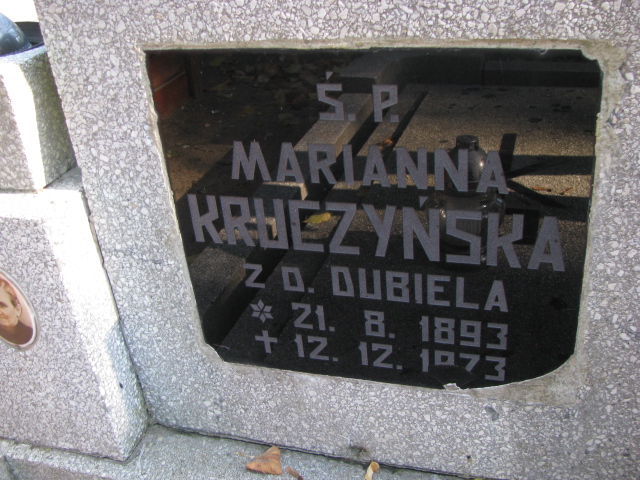 Ś. P.
MARIANNA
KRUCZYŃSKA
Z D. DUBIELA
* 21. 8. 1893
+ 12. 12. 1973